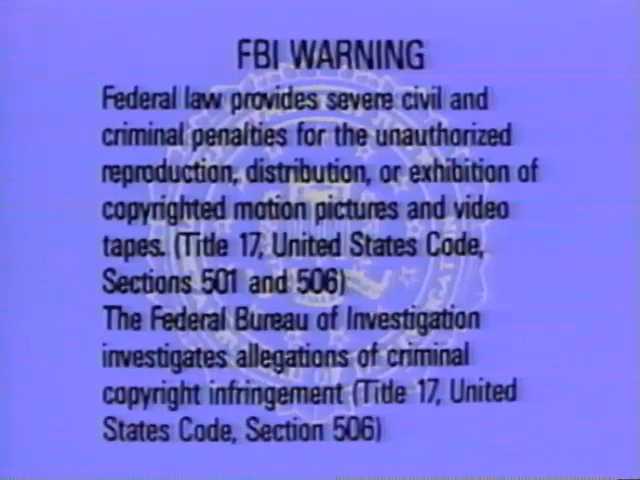 FBI WARNING
Federal law provides severe civil and
criminal penalties for the unauthorized
reproduction, distribution, or exhibition of
copyrighted motion pictures and video
tapes. (Title 17, United States Code,
Sections 501 and 506)
The Federal Bureau of Investigation
investigates allegations of criminal
copyright infringement (Title 17, United
States Code, Section 506)